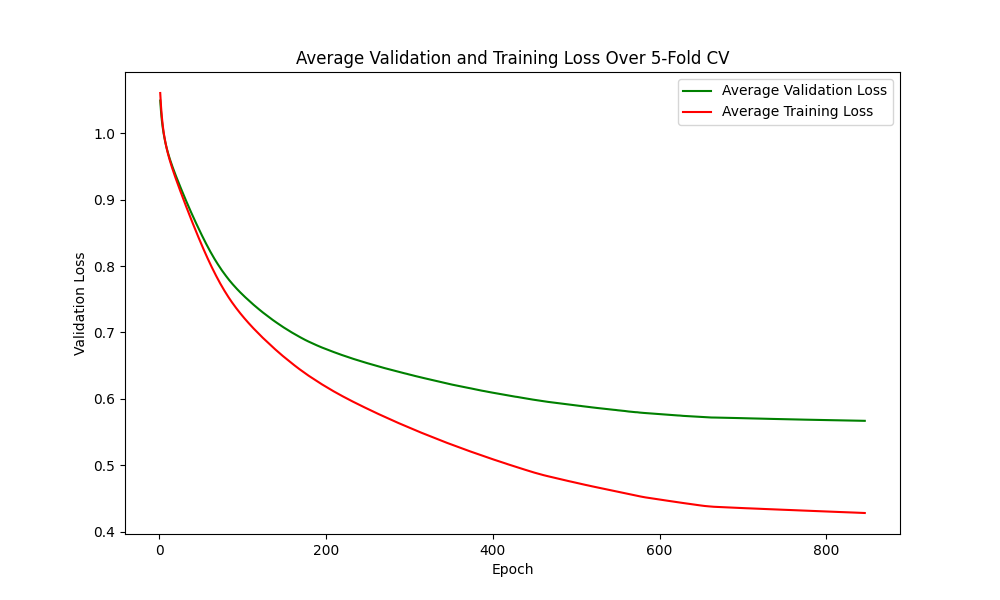 Average Validation and Training Loss Over 5-Fold CV
Average Validation Loss
Average Training Loss
1.0
0.9
0.8
0.7
0.6
0.5
0.4
Validation Loss
0 200 400 600 800
Epoch